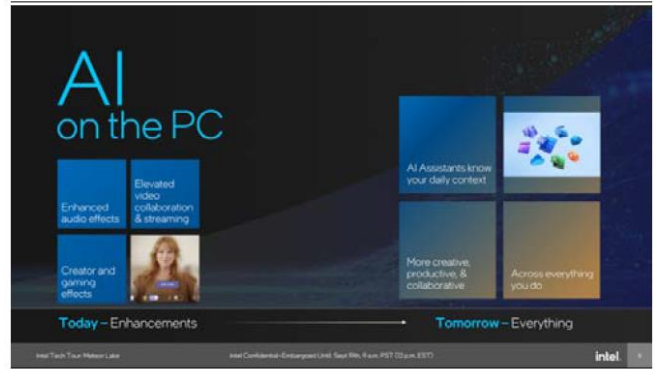 AI
on the PC
Enhanced
audio effects
Elevated
video
collaboration
& streaming
Creator and
gaming
effects
AI Assistants know
your daily context
More creative,
productive, &
collaborative
Across everything
you do
Today – Enhancements
Tomorrow – Everything
Intel Tech Tour: Meteor Lake
Intel Confidential-Embargoed Until: Sept 19th, 9 a.m. PST (12 p.m. EST)
intel.